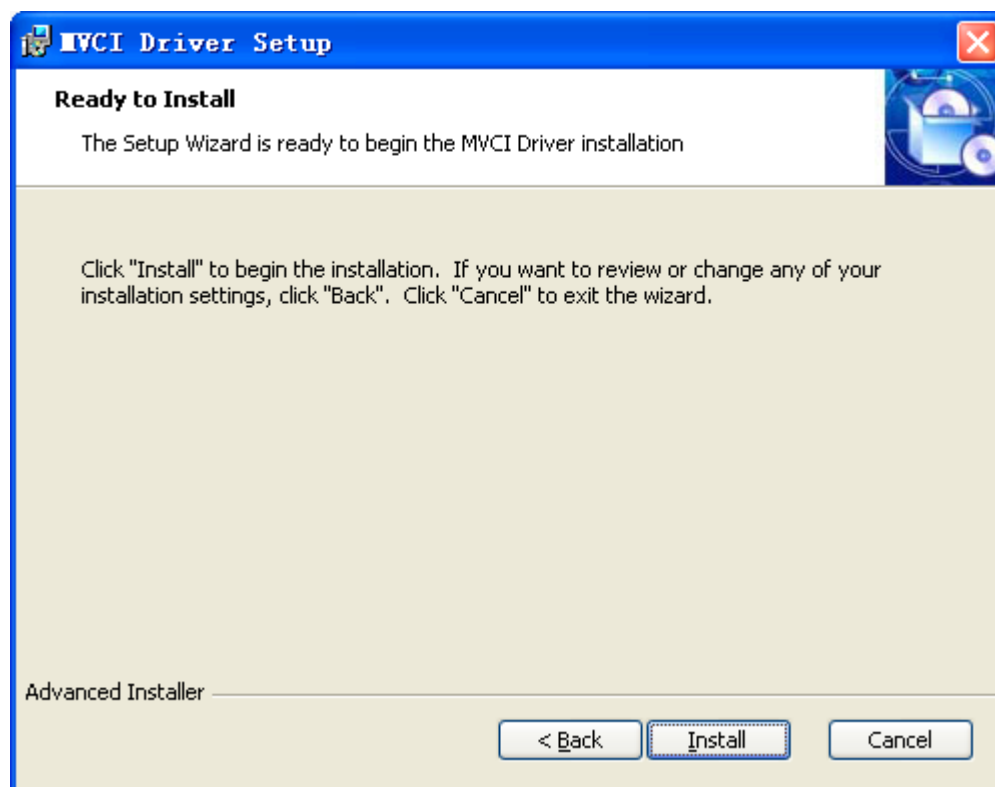 MVCI Driver Setup
Ready to Install
The Setup Wizard is ready to begin the MVCI Driver installation
Click "Install" to begin the installation.  If you want to review or change any of your
installation settings, click "Back".  Click "Cancel" to exit the wizard.
Advanced Installer
< Back
Install
Cancel